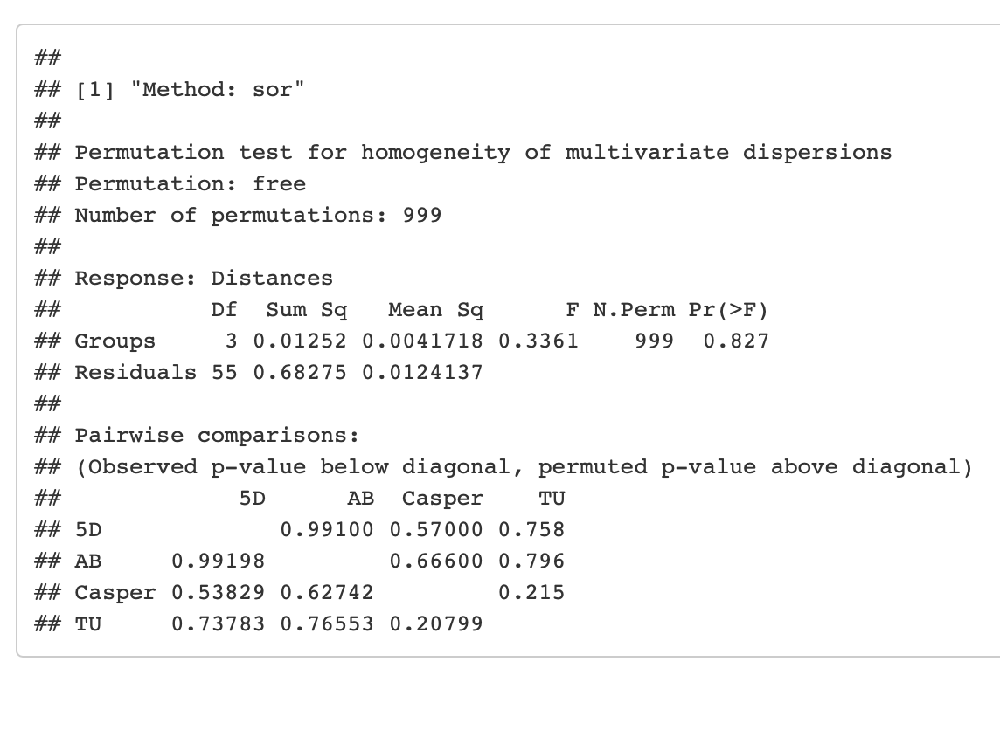 ##
## [1] "Method: sor"
##
## Permutation test for homogeneity of multivariate dispersions
## Permutation: free
## Number of permutations: 999
##
## Response: Distances
##           Df  Sum Sq   Mean Sq      F N.Perm Pr(>F)
## Groups     3 0.01252 0.0041718 0.3361    999  0.827
## Residuals 55 0.68275 0.0124137
##
## Pairwise comparisons:
## (Observed p-value below diagonal, permuted p-value above diagonal)
##             5D      AB  Casper    TU
## 5D             0.99100 0.57000 0.758
## AB     0.99198         0.66600 0.796
## Casper 0.53829 0.62742         0.215
## TU     0.73783 0.76553 0.20799